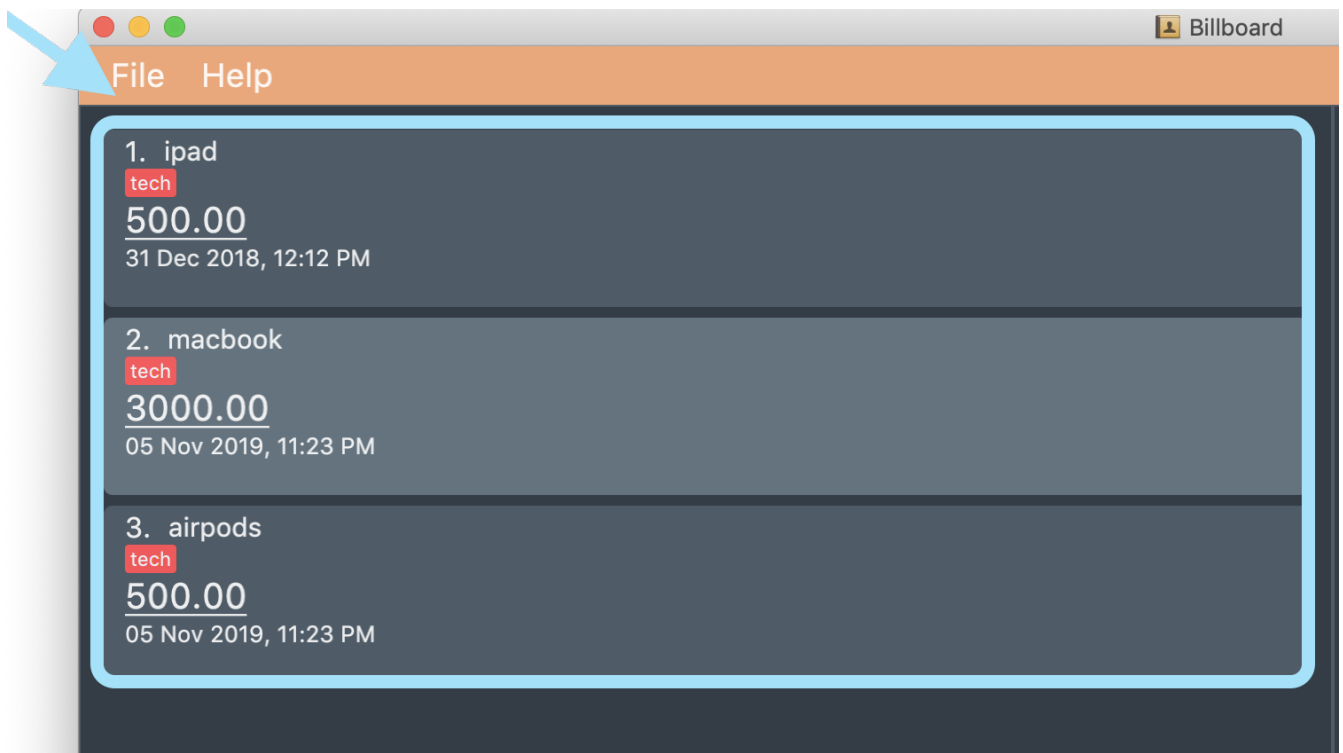 Billboard
File Help
1. ipad
tech
500.00
31 Dec 2018, 12:12 PM
2. macbook
tech
3000.00
05 Nov 2019, 11:23 PM
3. airpods
tech
500.00
05 Nov 2019, 11:23 PM